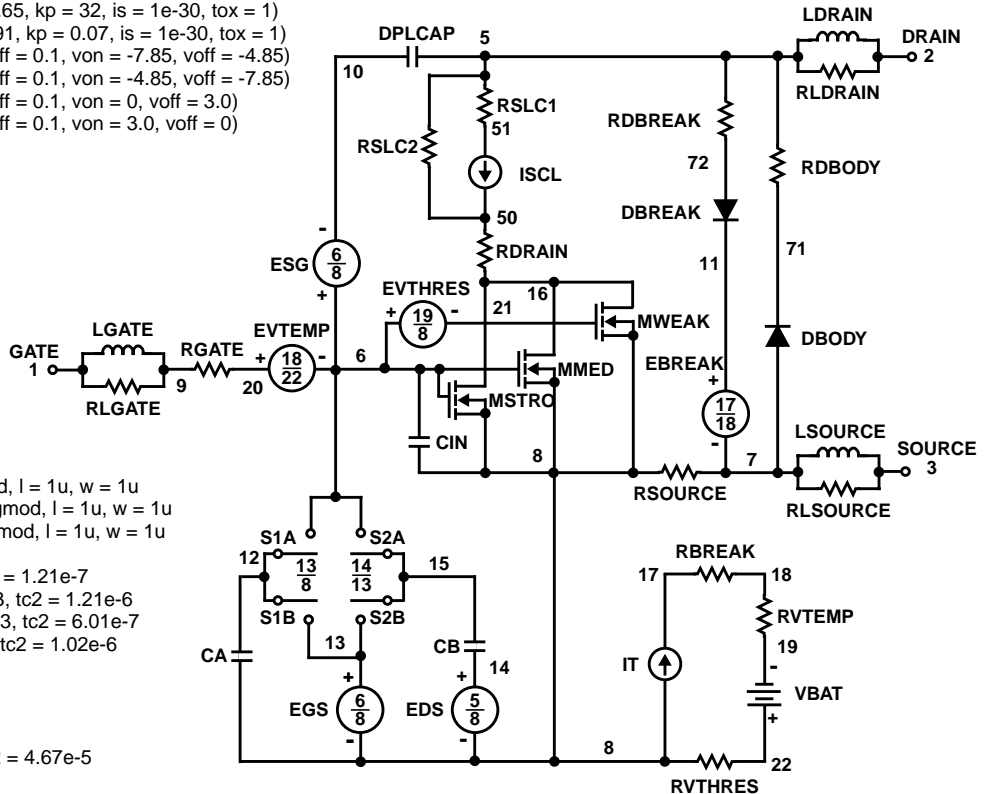 .65, kp = 32, is = 1e-30, tox = 1)
91, kp = 0.07, is = 1e-30, tox = 1)
ff = 0.1, von = -7.85, voff = -4.85)
ff = 0.1, von = -4.85, voff = -7.85)
ff = 0.1, von = 0, voff = 3.0)
ff = 0.1, von = 3.0, voff = 0)
LDRAIN
DPLCAP 5 DRAIN
10 2
RLDRAIN
RSLC1
51
RDBREAK
RSLC2
72 RDBODY
ISCL
DBREAK
50
- RDRAIN 71
ESG 6/8 11
+ EVTHRES 16
+ 19/8 - 21 MWEAK
LGATE EVTEMP
GATE RGATE + 18/22 - 6 MMED EBREAK DBODY
1 9 20 +
RLGATE MSTRO 17/18
CIN - LSOURCE
8 7 SOURCE
3
RSOURCE RLSOURCE
d, l = 1u, w = 1u
gmod, l = 1u, w = 1u
mod, l = 1u, w = 1u
= 1.21e-7
3, tc2 = 1.21e-6
3, tc2 = 6.01e-7
tc2 = 1.02e-6
S1A S2A
12 13/8 14/13 15
S1B S2B
RBREAK
17 18
RVTEMP
13 CB 19
CA 14 IT -
+ + VBAT
EGS 6/8 EDS 5/8 +
- - 8 22
RVTHRES
= 4.67e-5